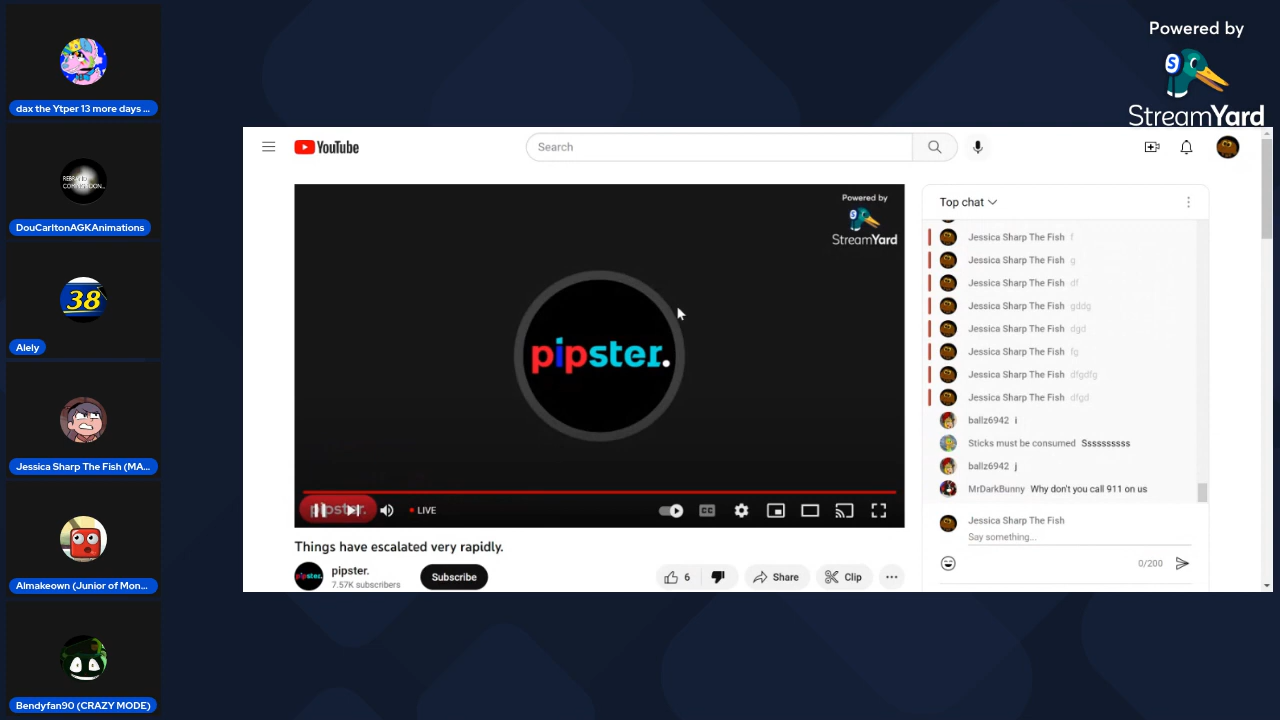 dax the Ytper 13 more days ...
DouCarltonAGKAnimations
38
Alely
Jessica Sharp The Fish (MA...
Almakeown (Junior of Mon...
Bendyfan90 (CRAZY MODE)
Powered by
StreamYard
YouTube
Search
Powered by
StreamYard
pipster.
LIVE
Things have escalated very rapidly.
pipster.
7.57K subscribers
Subscribe
6
Share
Clip
Top chat
Jessica Sharp The Fish f
Jessica Sharp The Fish g
Jessica Sharp The Fish df
Jessica Sharp The Fish gddg
Jessica Sharp The Fish dgd
Jessica Sharp The Fish fg
Jessica Sharp The Fish dfgdfg
Jessica Sharp The Fish dfgd
ballz6942 i
Sticks must be consumed Sssssssss
ballz6942 j
MrDarkBunny Why don't you call 911 on us
Jessica Sharp The Fish
Say something...
0/200